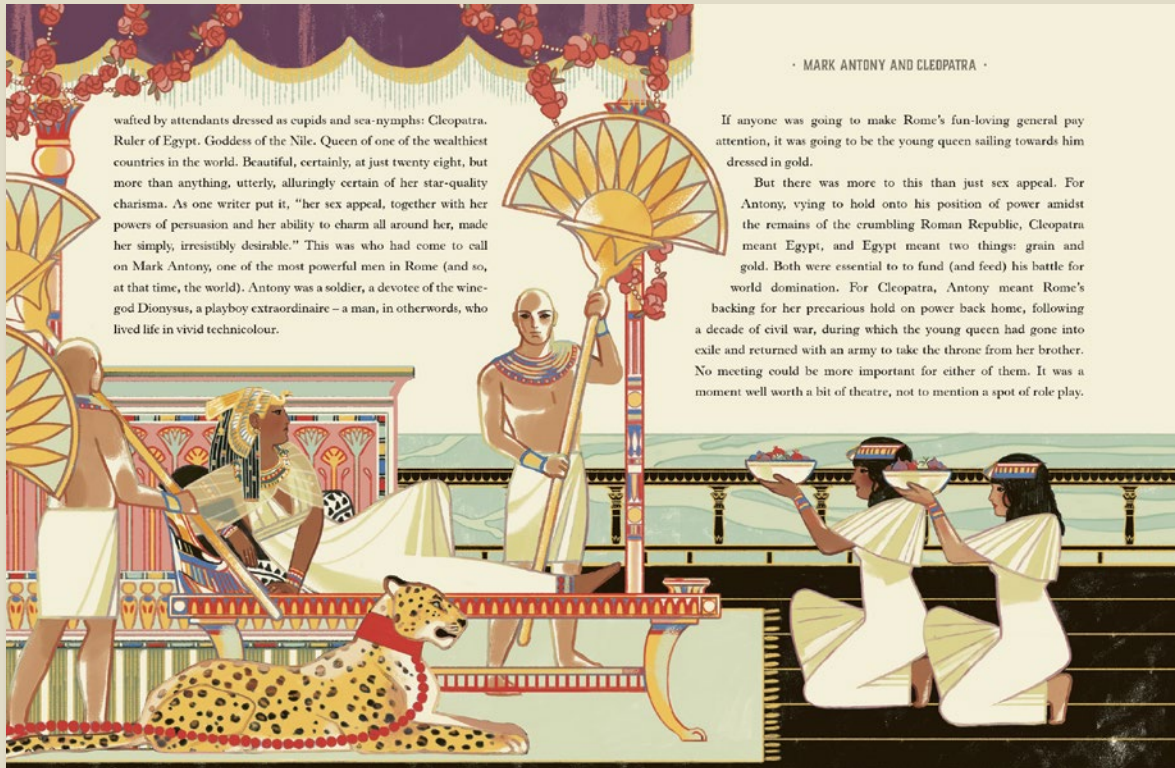 wafted by attendants dressed as cupids and sea-nymphs: Cleopatra.
Ruler of Egypt. Goddess of the Nile. Queen of one of the wealthiest
countries in the world. Beautiful, certainly, at just twenty eight, but
more than anything, utterly, alluringly certain of her star-quality
charisma. As one writer put it, “her sex appeal, together with her
powers of persuasion and her ability to charm all around her, made
her simply, irresistibly desirable.” This was who had come to call
on Mark Antony, one of the most powerful men in Rome (and so,
at that time, the world). Antony was a soldier, a devotee of the wine-
god Dionysus, a playboy extraordinaire – a man, in otherwords, who
lived life in vivid technicolour.
· MARK ANTONY AND CLEOPATRA ·
If anyone was going to make Rome’s fun-loving general pay
attention, it was going to be the young queen sailing towards him
dressed in gold.
But there was more to this than just sex appeal. For
Antony, vying to hold onto his position of power amidst
the remains of the crumbling Roman Republic, Cleopatra
meant Egypt, and Egypt meant two things: grain and
gold. Both were essential to to fund (and feed) his battle for
world domination. For Cleopatra, Antony meant Rome’s
backing for her precarious hold on power back home, following
a decade of civil war, during which the young queen had gone into
exile and returned with an army to take the throne from her brother.
No meeting could be more important for either of them. It was a
moment well worth a bit of theatre, not to mention a spot of role play.